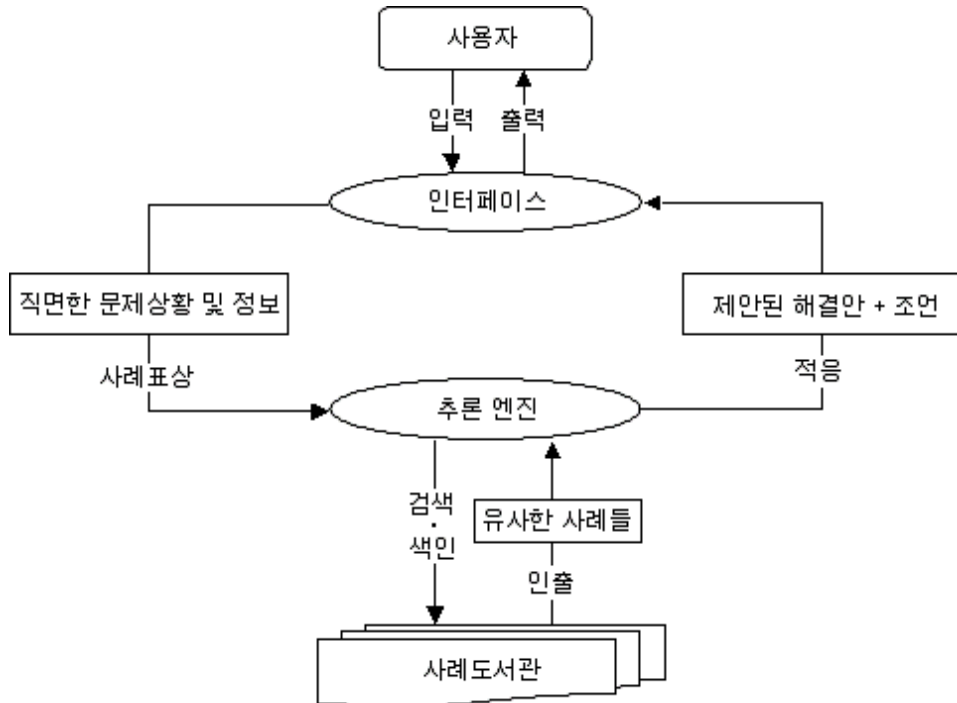 사용자
입력
출력
인터페이스
직면한 문제상황 및 정보
제안된 해결안 + 조언
사례표상
적응
추론 엔진
검색
·
색인
유사한 사례들
인출
사례도서관